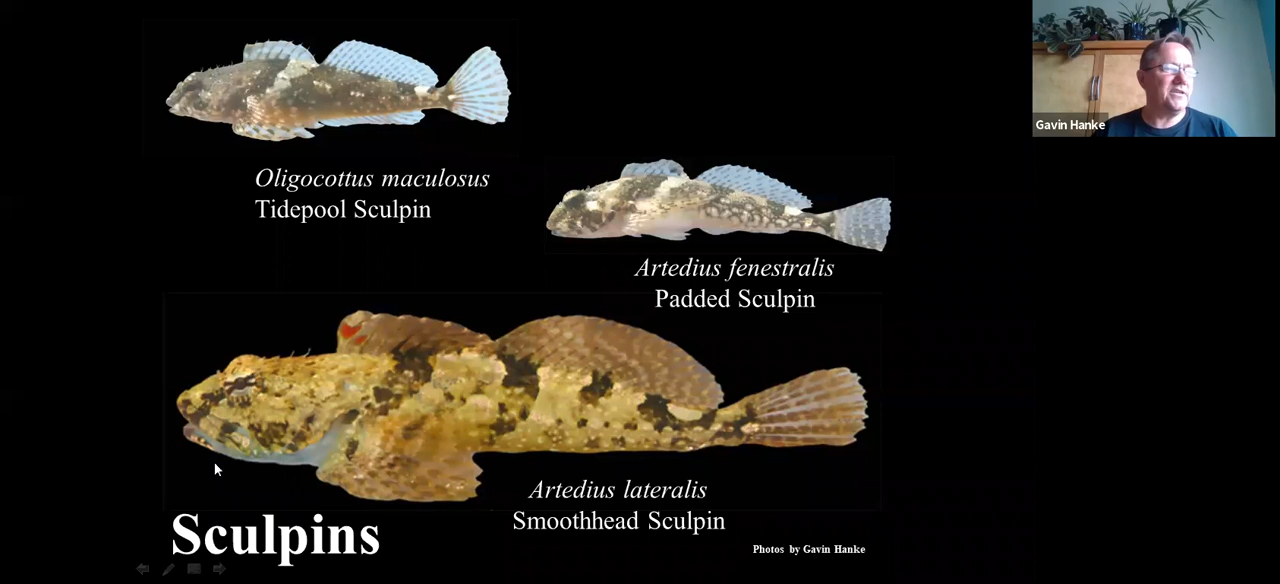 Gavin Hanke
Oligocottus maculosus
Tidepool Sculpin
Artedius fenestralis
Padded Sculpin
Artedius lateralis
Smoothhead Sculpin
Sculpins
Photos by Gavin Hanke